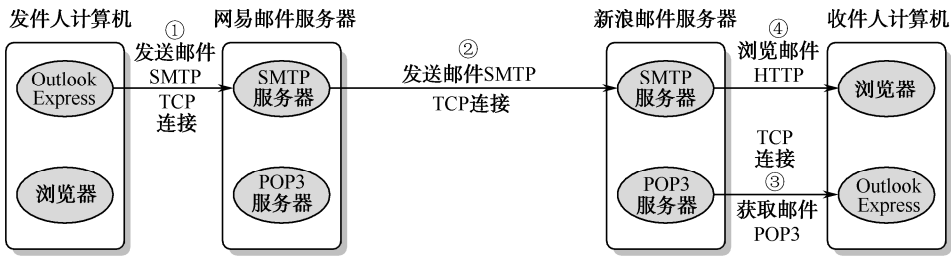 发件人计算机
网易邮件服务器
新浪邮件服务器
收件人计算机
Outlook
Express
浏览器
①
发送邮件
SMTP
TCP
连接
SMTP
服务器
POP3
服务器
②
发送邮件SMTP
TCP连接
SMTP
服务器
POP3
服务器
④
浏览邮件
HTTP
TCP
连接
③
获取邮件
POP3
浏览器
Outlook
Express